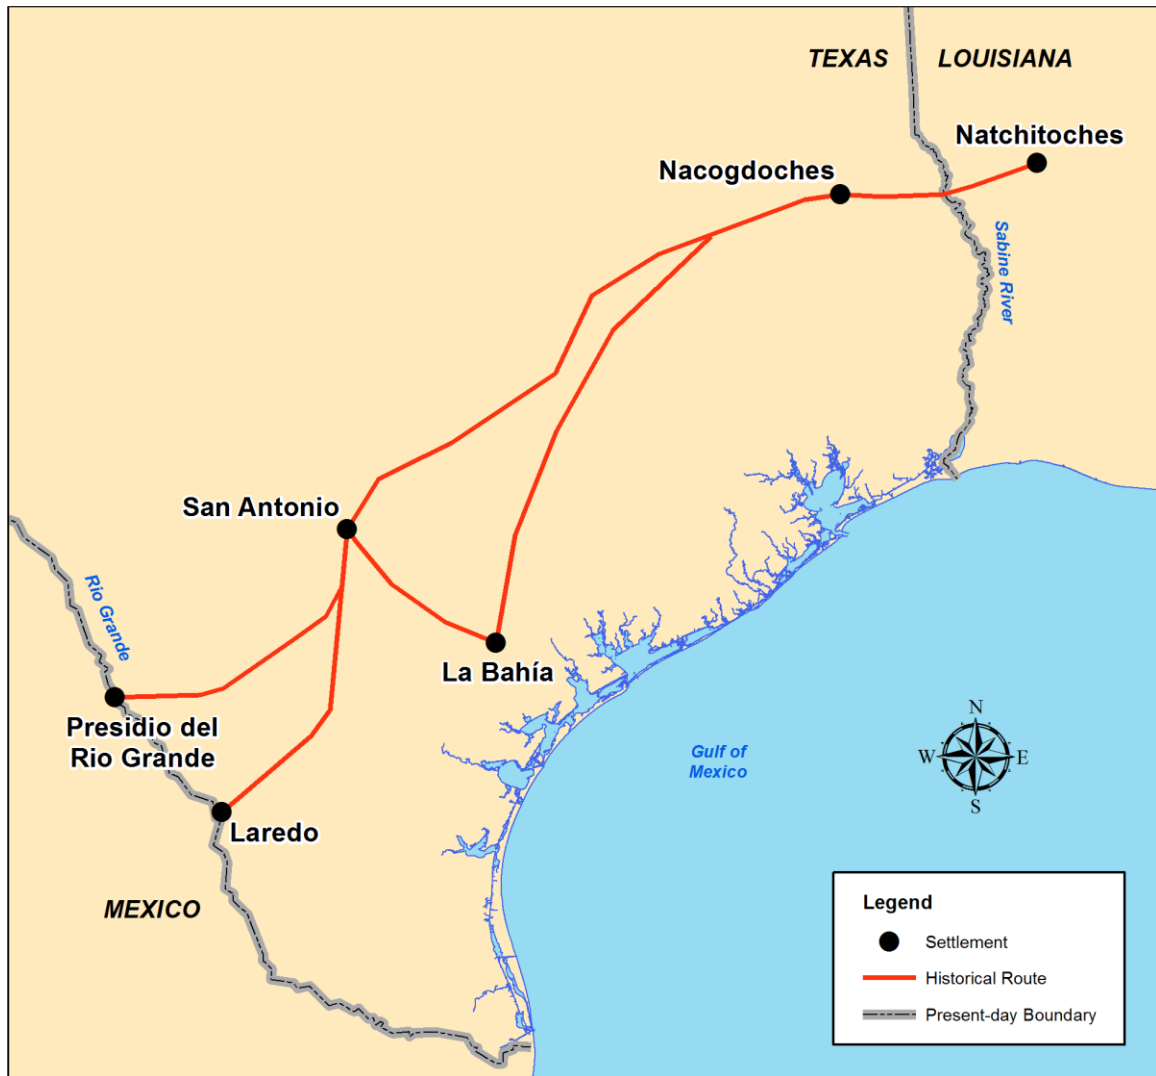 TEXAS
LOUISIANA
Natchitoches
Nacogdoches
Sabine River
San Antonio
Rio Grande
La Bahía
Presidio del
Rio Grande
Laredo
Gulf of
Mexico
N
W
E
S
MEXICO
Legend
Settlement
Historical Route
Present-day Boundary